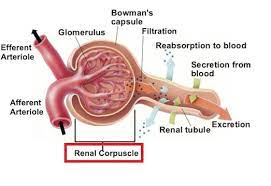 Bowman's
capsule
Glomerulus
Filtration
Efferent
Arteriole
Reabsorption to blood
Secretion from
blood
Afferent
Arteriole
Renal tubule
Excretion
Renal Corpuscle